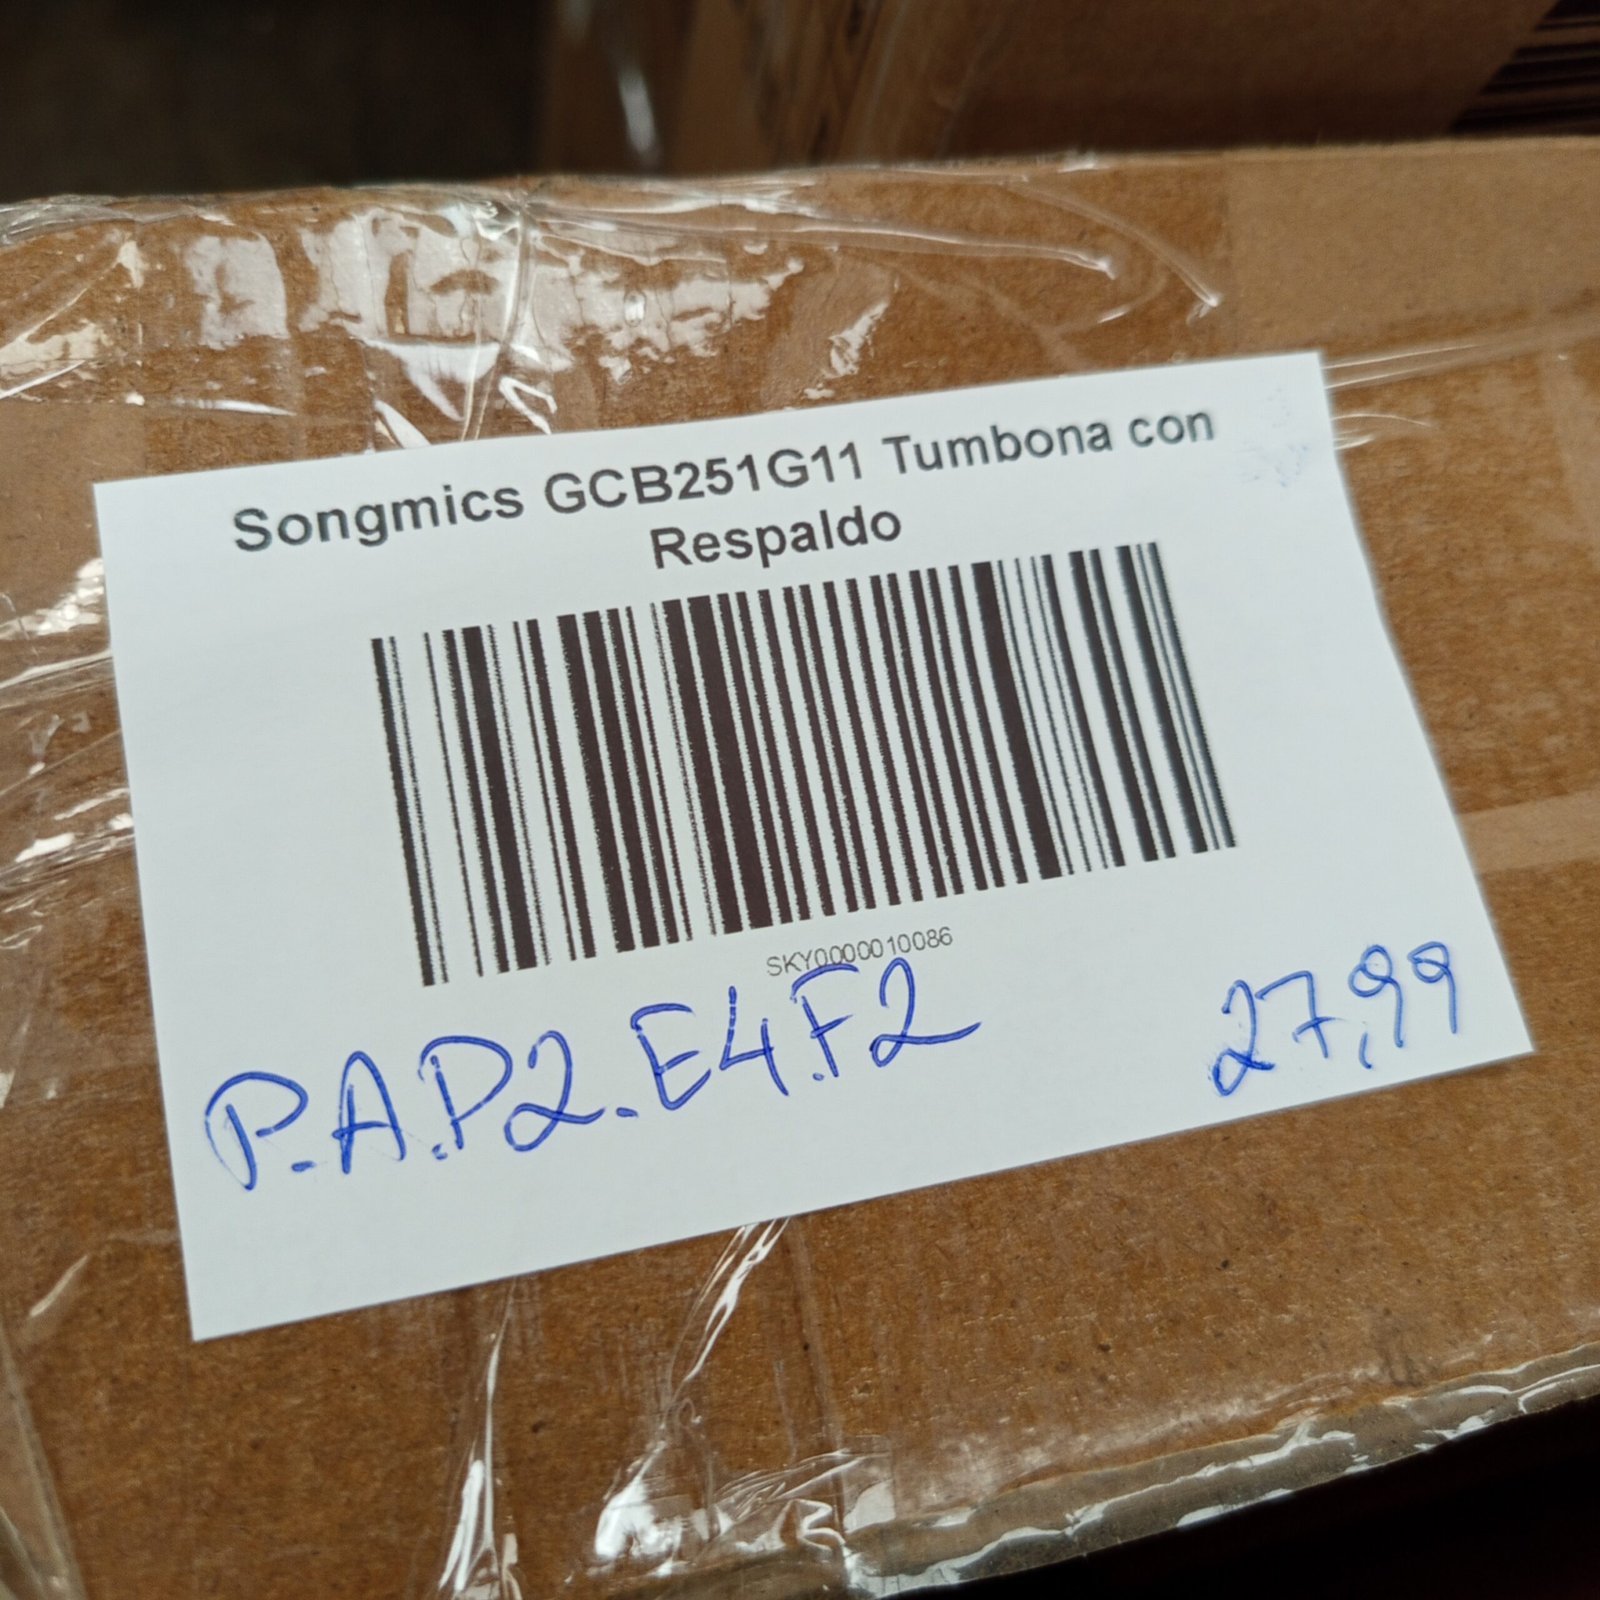 Songmics GCB251G11 Tumbona con
Respaldo
SKY0000010086
P.A.P2.E4.F2
27,99